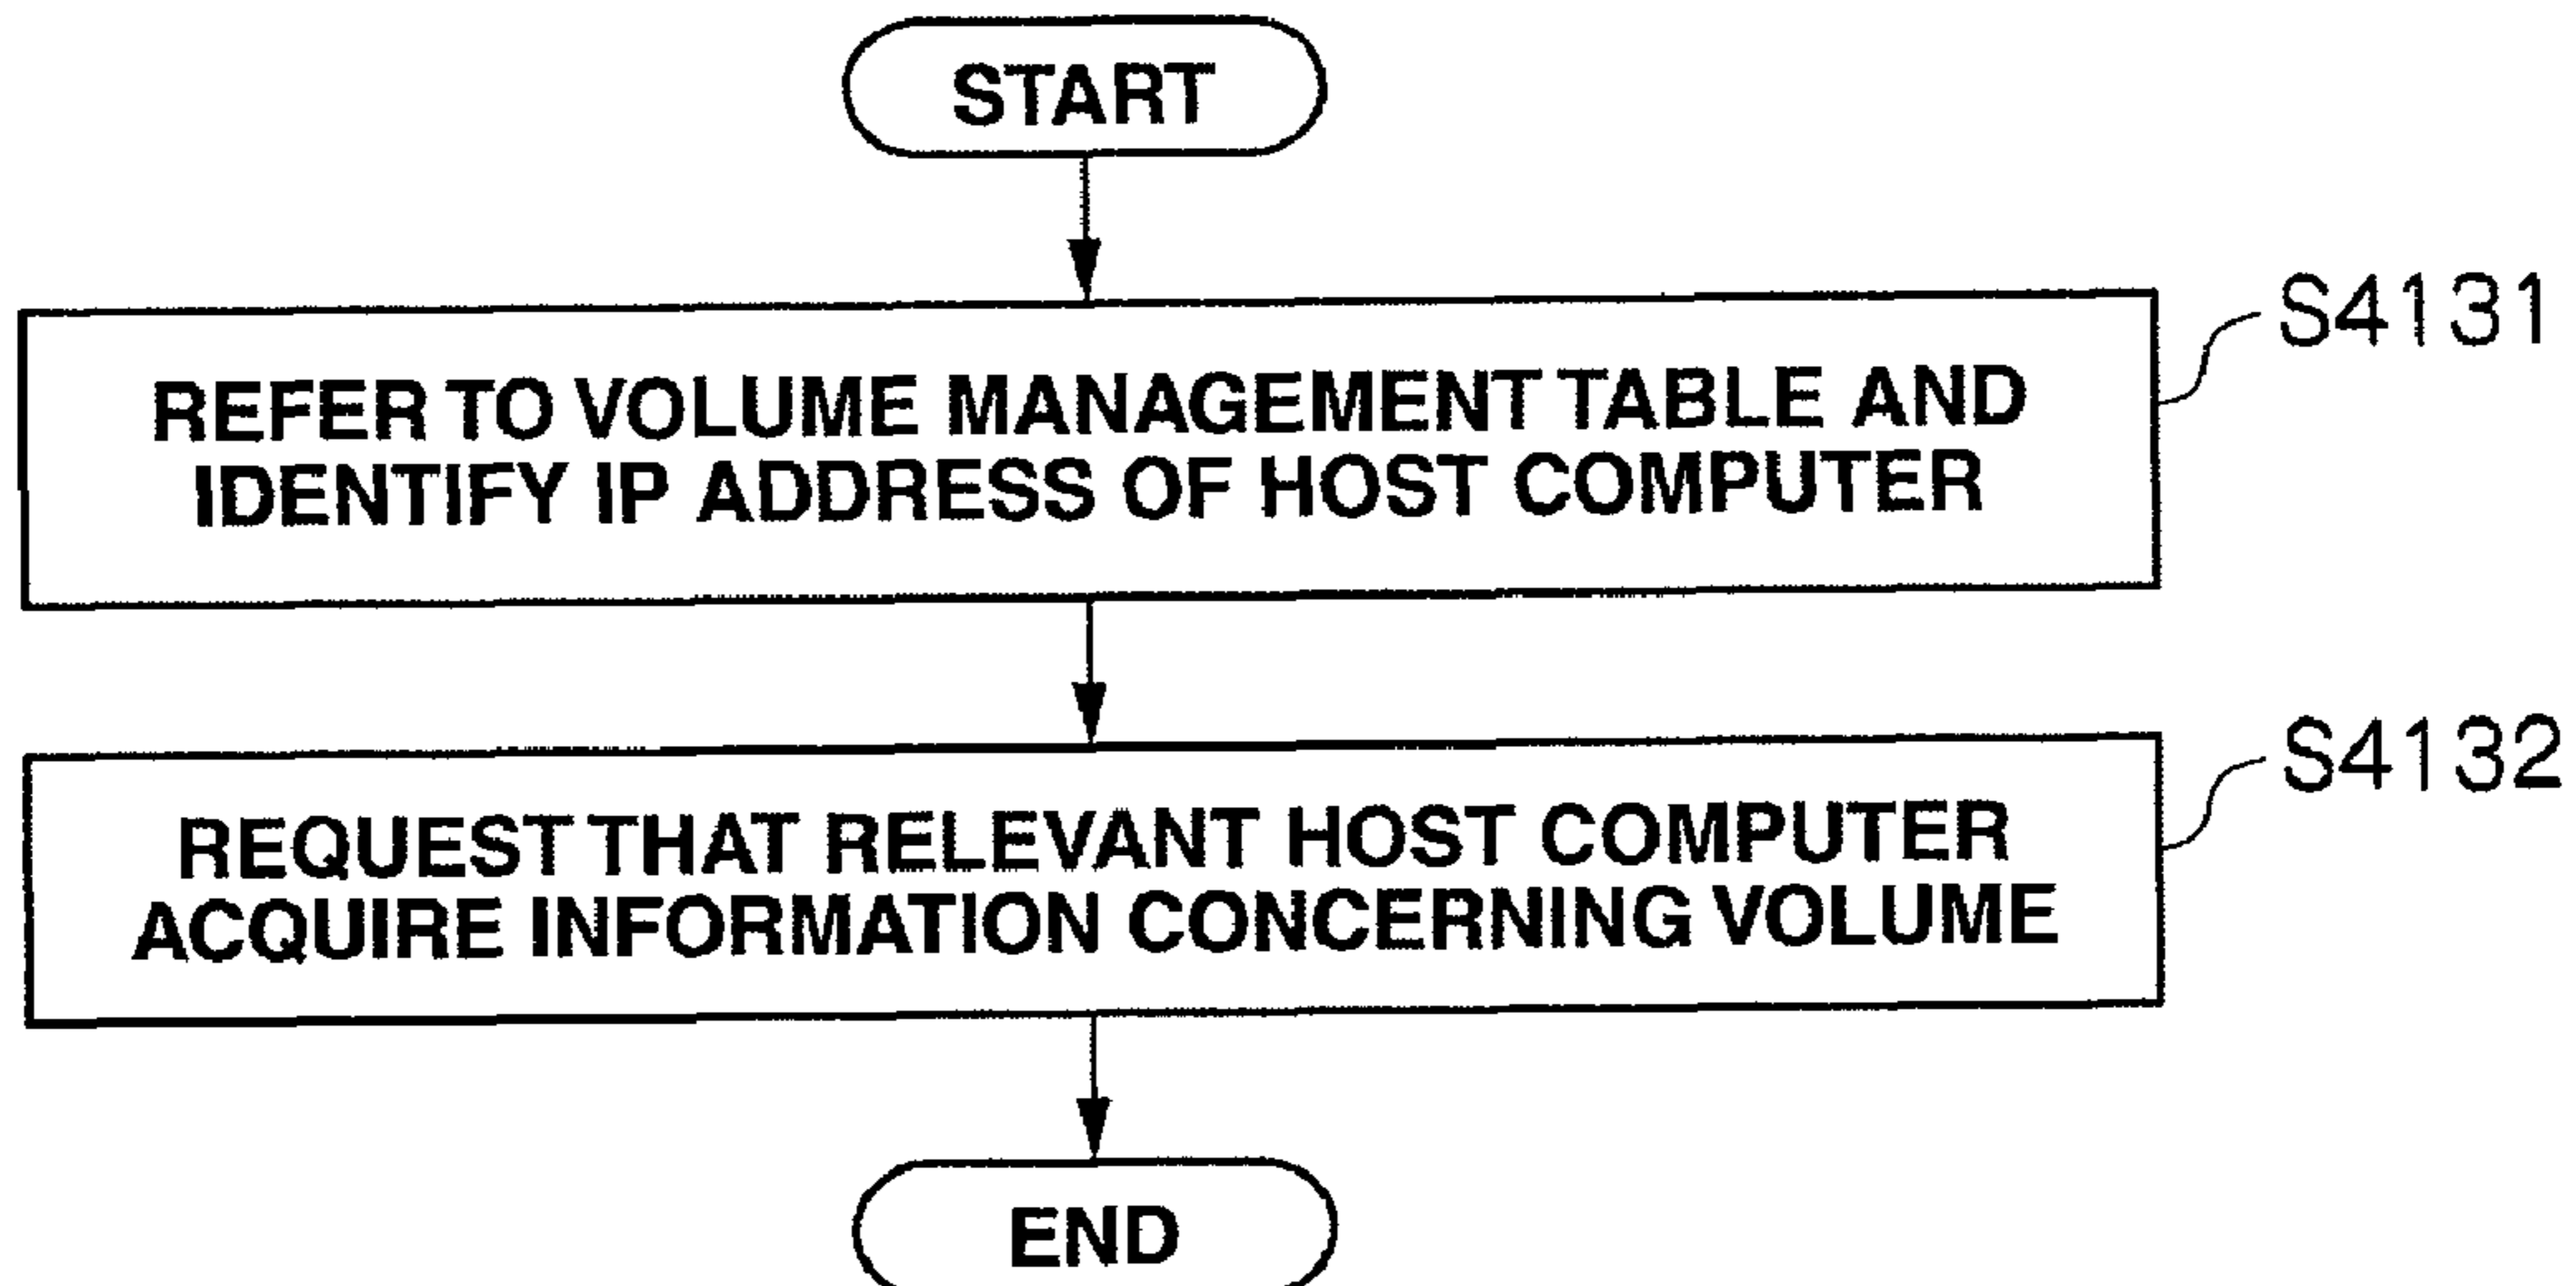 START
S4131
REFER TO VOLUME MANAGEMENT TABLE AND
IDENTIFY IP ADDRESS OF HOST COMPUTER
S4132
REQUEST THAT RELEVANT HOST COMPUTER
ACQUIRE INFORMATION CONCERNING VOLUME
END